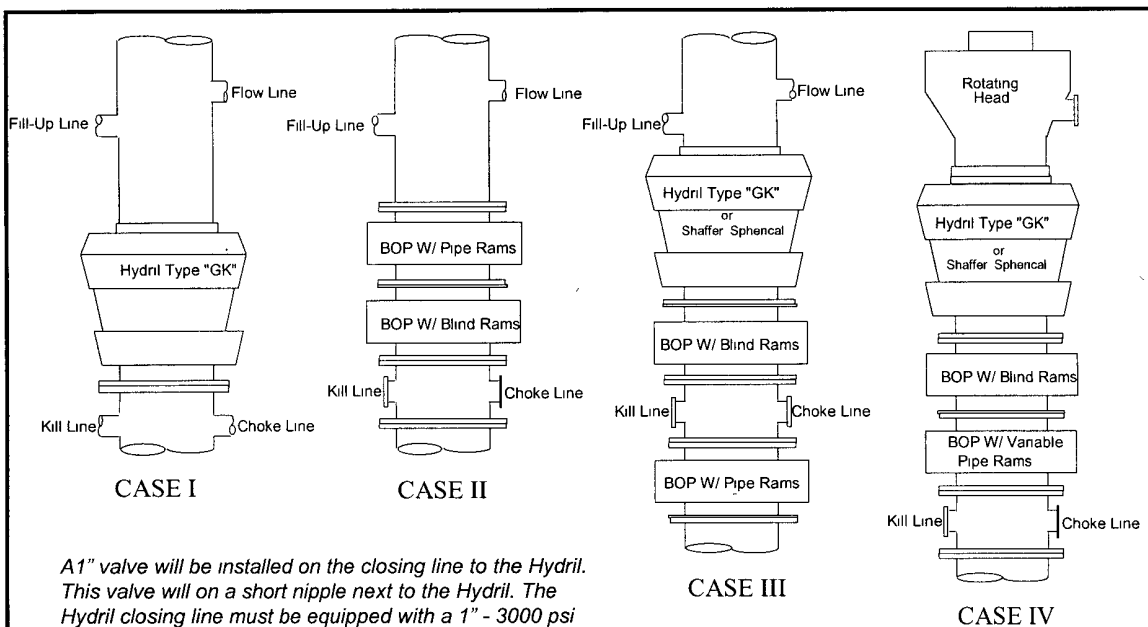 Flow Line
Fill-Up Line
Hydril Type "GK"
Kill Line
Choke Line
CASE I
Flow Line
Fill-Up Line
BOP W/ Pipe Rams
BOP W/ Blind Rams
Kill Line
Choke Line
CASE II
Flow Line
Fill-Up Line
Hydril Type "GK"
or
Shaffer Spherical
BOP W/ Blind Rams
Kill Line
Choke Line
BOP W/ Pipe Rams
CASE III
Rotating
Head
Hydril Type "GK"
or
Shaffer Spherical
BOP W/ Blind Rams
BOP W/ Variable
Pipe Rams
Kill Line
Choke Line
CASE IV
A1" valve will be installed on the closing line to the Hydril.
This valve will on a short nipple next to the Hydril. The
Hydril closing line must be equipped with a 1" - 3000 psi